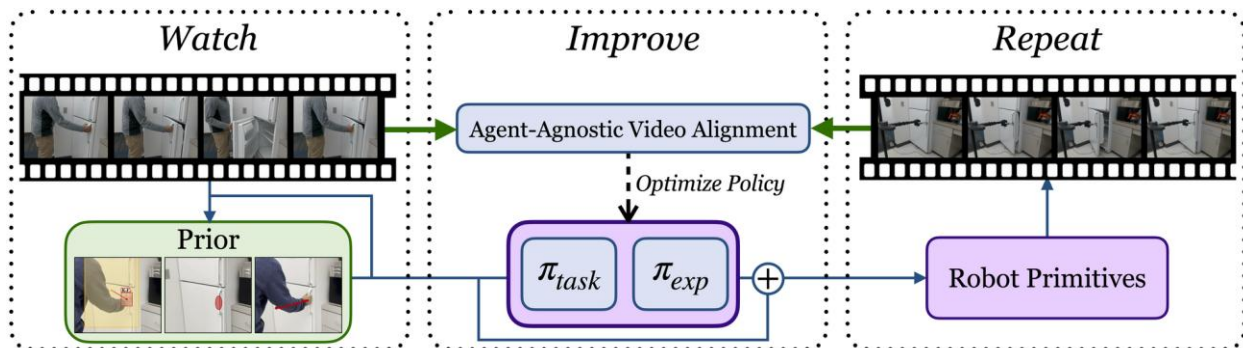 Watch
Improve
Repeat
Agent-Agnostic Video Alignment
Optimize Policy
Prior
π_task
π_exp
+
Robot Primitives